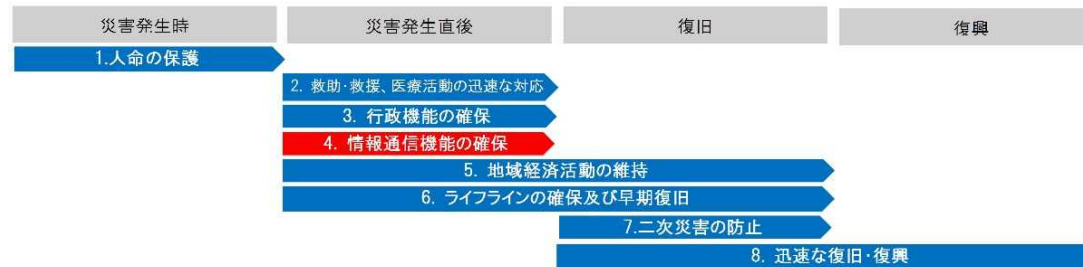 災害発生時
災害発生直後
復旧
復興
1.人命の保護
2. 救助・救援、医療活動の迅速な対応
3. 行政機能の確保
4. 情報通信機能の確保
5. 地域経済活動の維持
6. ライフラインの確保及び早期復旧
7.二次災害の防止
8. 迅速な復旧・復興